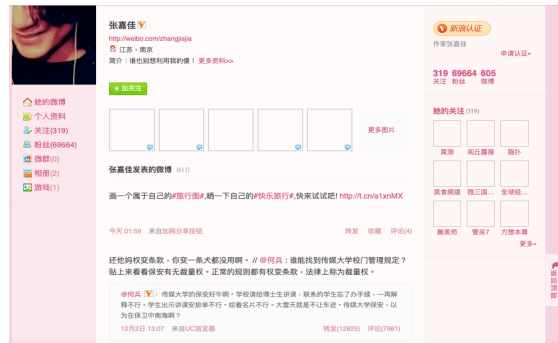 张嘉佳
http://weibo.com/zhangjiajia
江苏，南京
简介：谁也别想利用我的傻！ 更多资料>>
+加关注
她的微博
个人资料
关注(319)
粉丝(69664)
微群(0)
相册(2)
游戏(1)
更多图片
张嘉佳发表的微博 (611)
画一个属于自己的#旅行图#,晒一下自己的#快乐旅行#,快来试试吧! http://t.cn/a1xnMX
今天 01:59 来自加网分享按钮
转发 收藏 评论(4)
还他妈权变条款，你变一条犬都没用啊。 // @何兵：谁能找到传媒大学校门管理规定？
贴上来看看保安有无裁量权。正常的规则都有权变条款，法律上称为裁量权。
@何兵 ：传媒大学的保安好牛啊。学校请给博士生讲课，联系的学生忘了办手续，一再解
释不行。学生出示讲课安排单不行。给看名片不行。大雪天就是不让车进。传媒大学保安，以
为在保卫中南海啊？
12月2日 13:07 来自UC浏览器
转发(12825) 评论(7981)
新浪认证
作家张嘉佳
申请认证»
319 69664 605
关注 粉丝 微博
她的关注(319)
黄渤 闾丘露薇 猫扑
美食频道 微三国... 全球经...
舞美师 管呆7 方想本尊
更多»
返回顶部